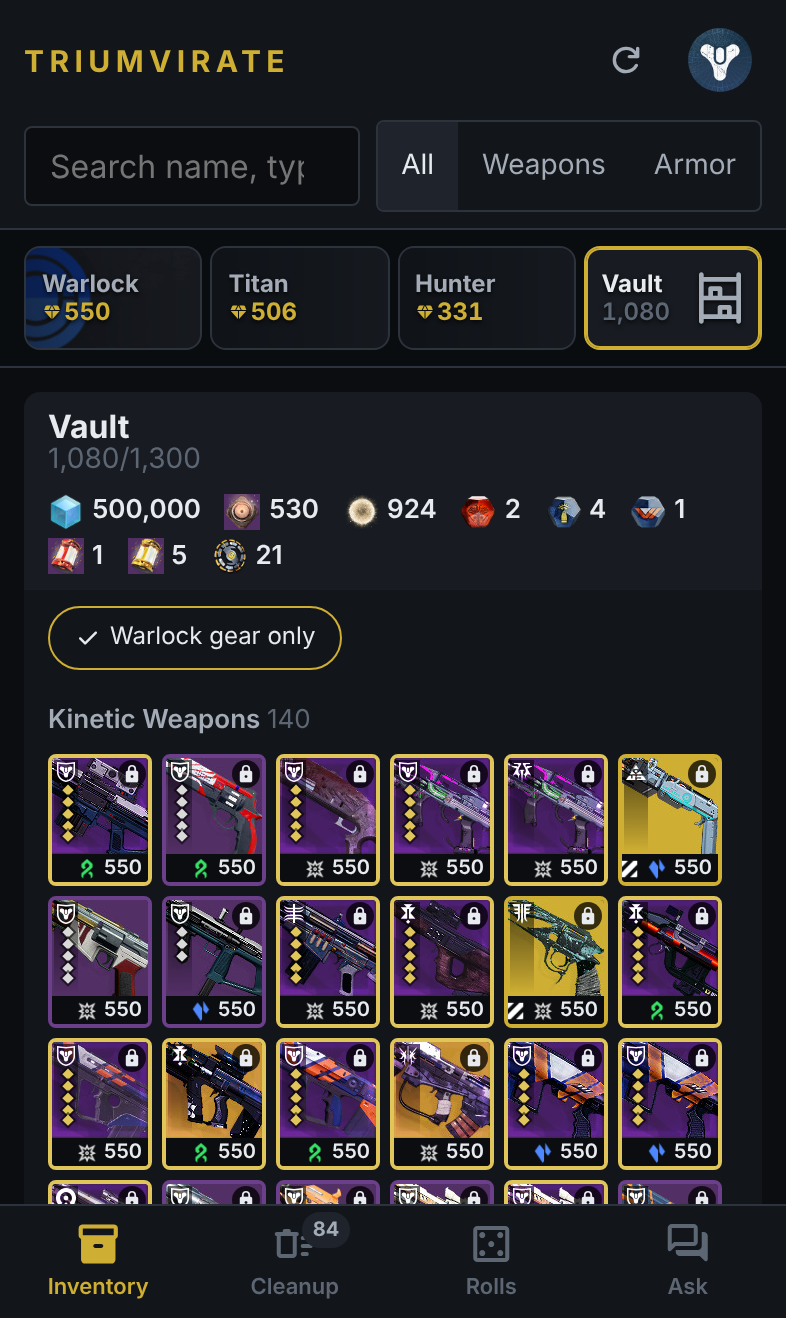 TRIUMVIRATE
Search name, typ
All Weapons Armor
Warlock
550
Titan
506
Hunter
331
Vault
1,080
Vault
1,080/1,300
500,000 530 924 2 4 1
1 5 21
Warlock gear only
Kinetic Weapons 140
550 550 550 550 550 550
550 550 550 550 550 550
550 550 550 550 550 550
84
Inventory Cleanup Rolls Ask